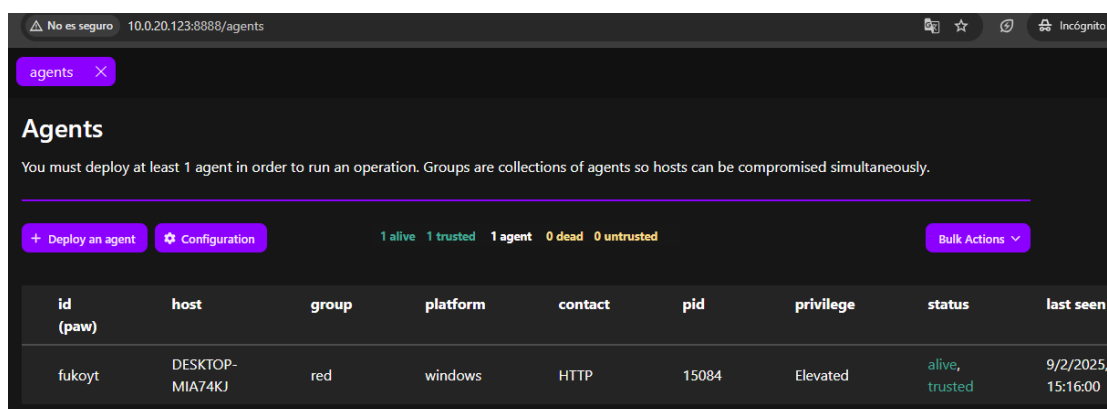 No es seguro 10.0.20.123:8888/agents Incógnito
agents
Agents
You must deploy at least 1 agent in order to run an operation. Groups are collections of agents so hosts can be compromised simultaneously.
+ Deploy an agent Configuration 1 alive 1 trusted 1 agent 0 dead 0 untrusted Bulk Actions
id host group platform contact pid privilege status last seen
(paw)
fukoyt DESKTOP- red windows HTTP 15084 Elevated alive, 9/2/2025,
MIA74KJ trusted 15:16:00